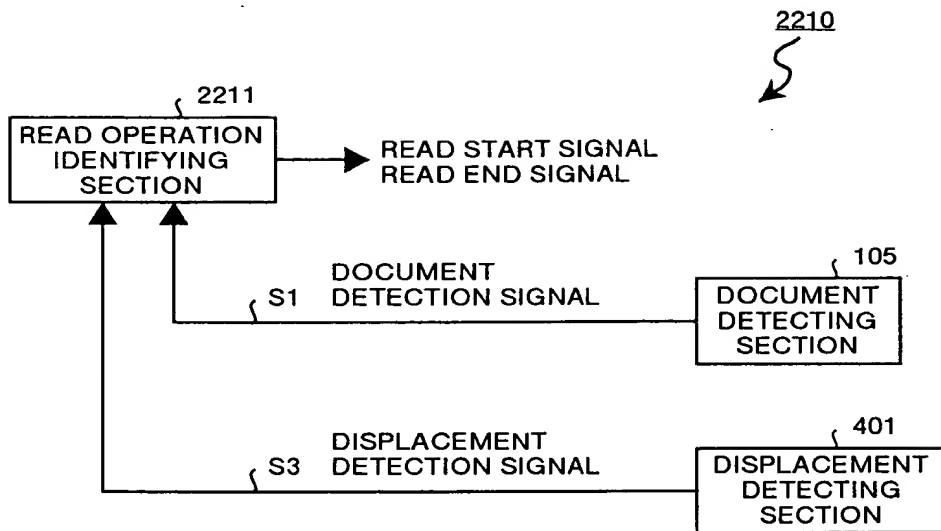 2210
2211
READ OPERATION
IDENTIFYING
SECTION
READ START SIGNAL
READ END SIGNAL
105
DOCUMENT
DETECTING
SECTION
S1
DOCUMENT
DETECTION SIGNAL
401
DISPLACEMENT
DETECTING
SECTION
S3
DISPLACEMENT
DETECTION SIGNAL